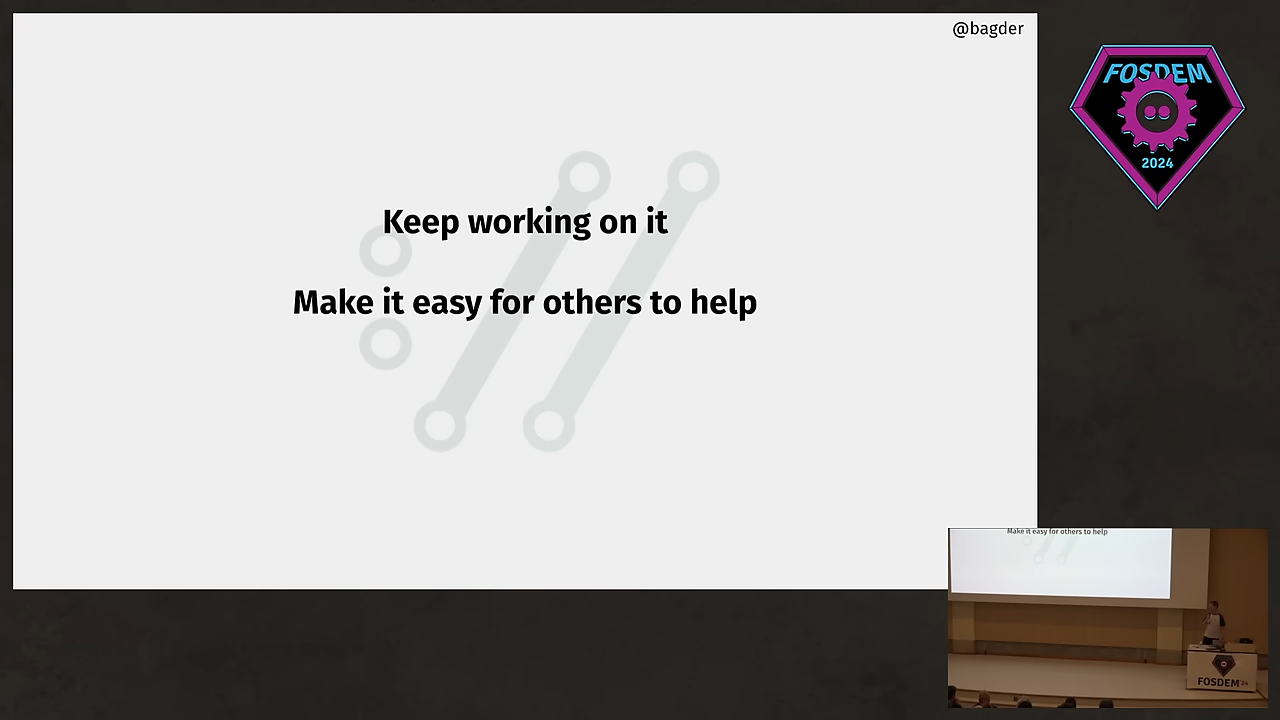 @bagder
FOSDEM
2024
Keep working on it
Make it easy for others to help
Make it easy for others to help
FOSDEM'24